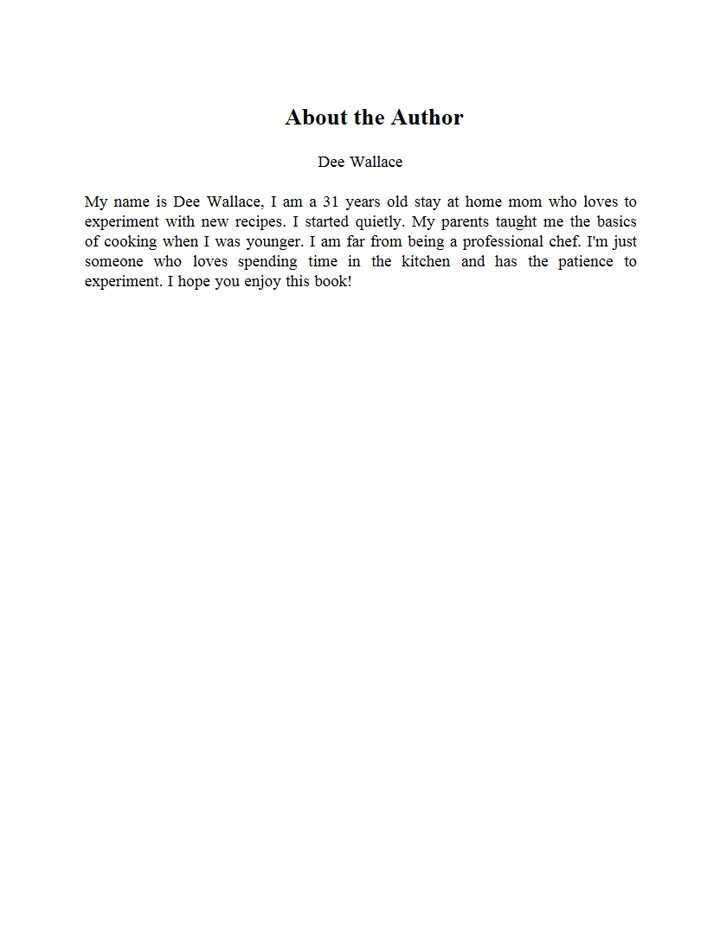 About the Author
Dee Wallace
My name is Dee Wallace, I am a 31 years old stay at home mom who loves to
experiment with new recipes. I started quietly. My parents taught me the basics
of cooking when I was younger. I am far from being a professional chef. I'm just
someone who loves spending time in the kitchen and has the patience to
experiment. I hope you enjoy this book!